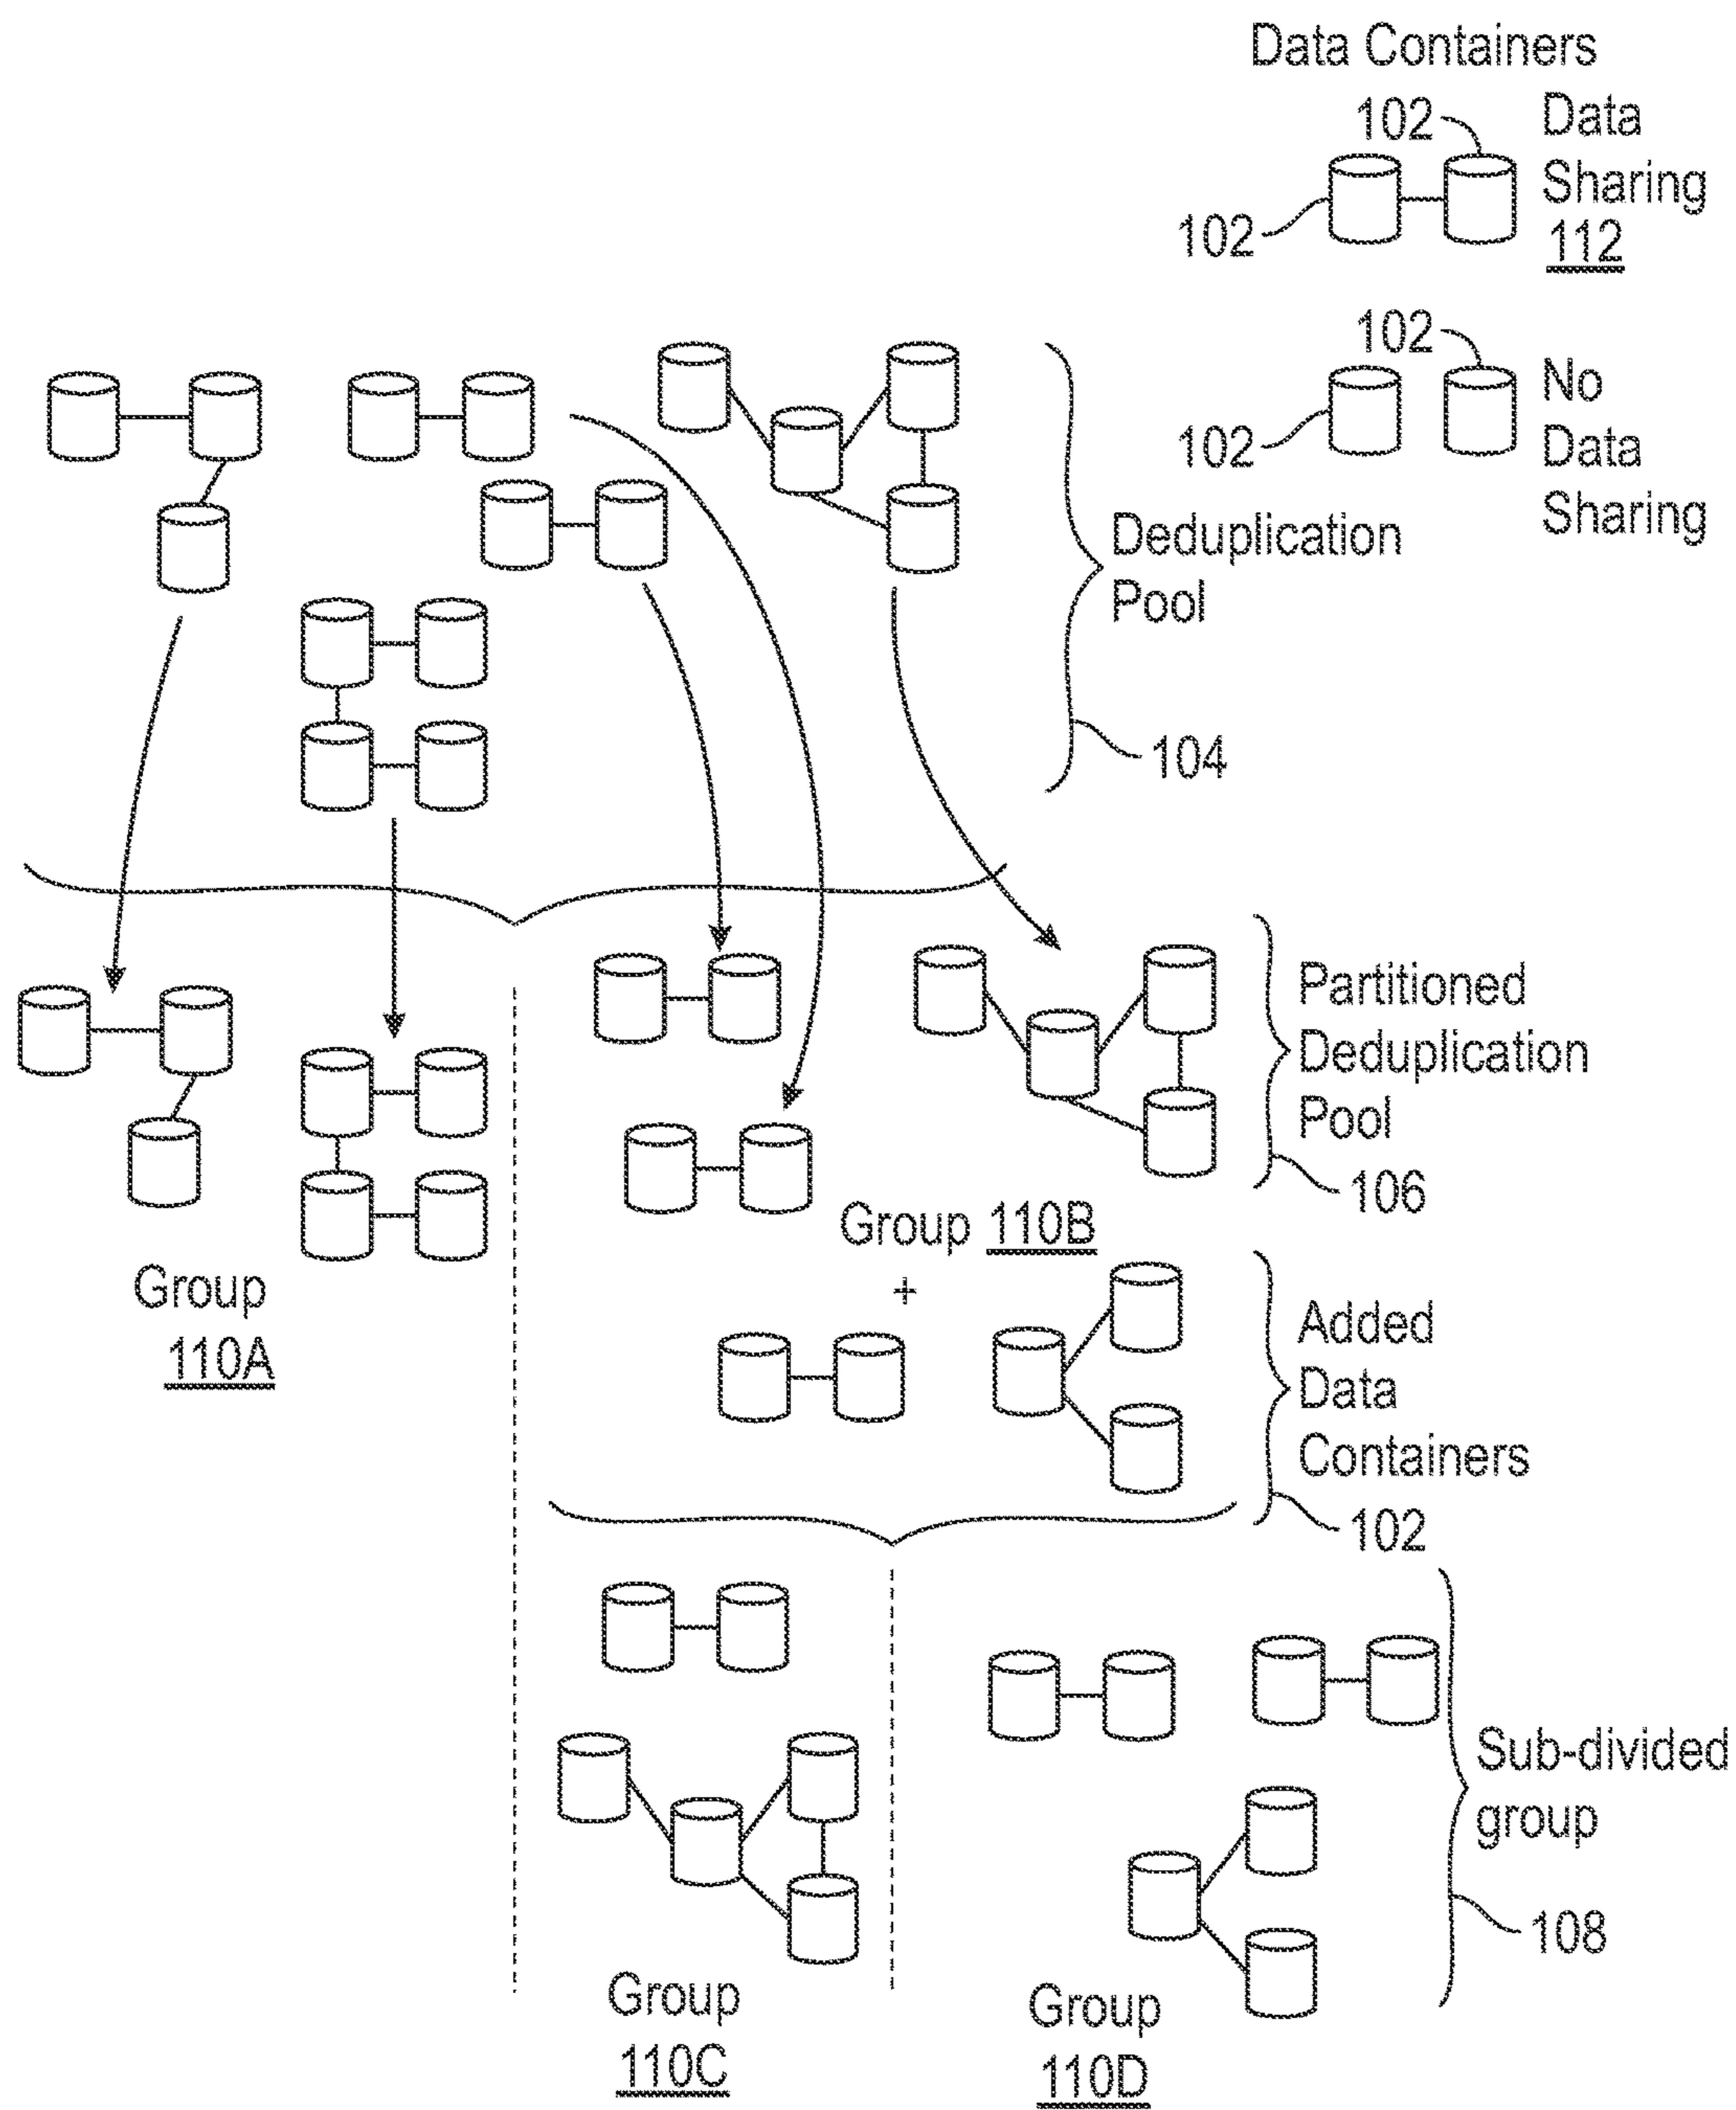 Data Containers
102
Data
Sharing
112
102
102
No
Data
Sharing
102
Deduplication
Pool
104
Partitioned
Deduplication
Pool
106
Group 110B
+
Group
110A
Added
Data
Containers
102
Sub-divided
group
108
Group
110C
Group
110D